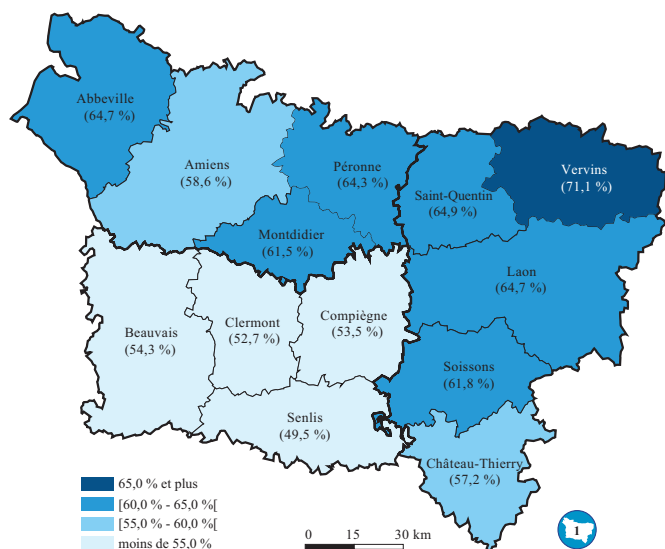 Abbeville
(64,7 %)
Amiens
(58,6 %)
Péronne
(64,3 %)
Saint-Quentin
(64,9 %)
Vervins
(71,1 %)
Montdidier
(61,5 %)
Laon
(64,7 %)
Beauvais
(54,3 %)
Clermont
(52,7 %)
Compiègne
(53,5 %)
Soissons
(61,8 %)
Senlis
(49,5 %)
Château-Thierry
(57,2 %)
65,0 % et plus
[60,0 % - 65,0 %[
[55,0 % - 60,0 %[
moins de 55,0 %
0 15 30 km
1